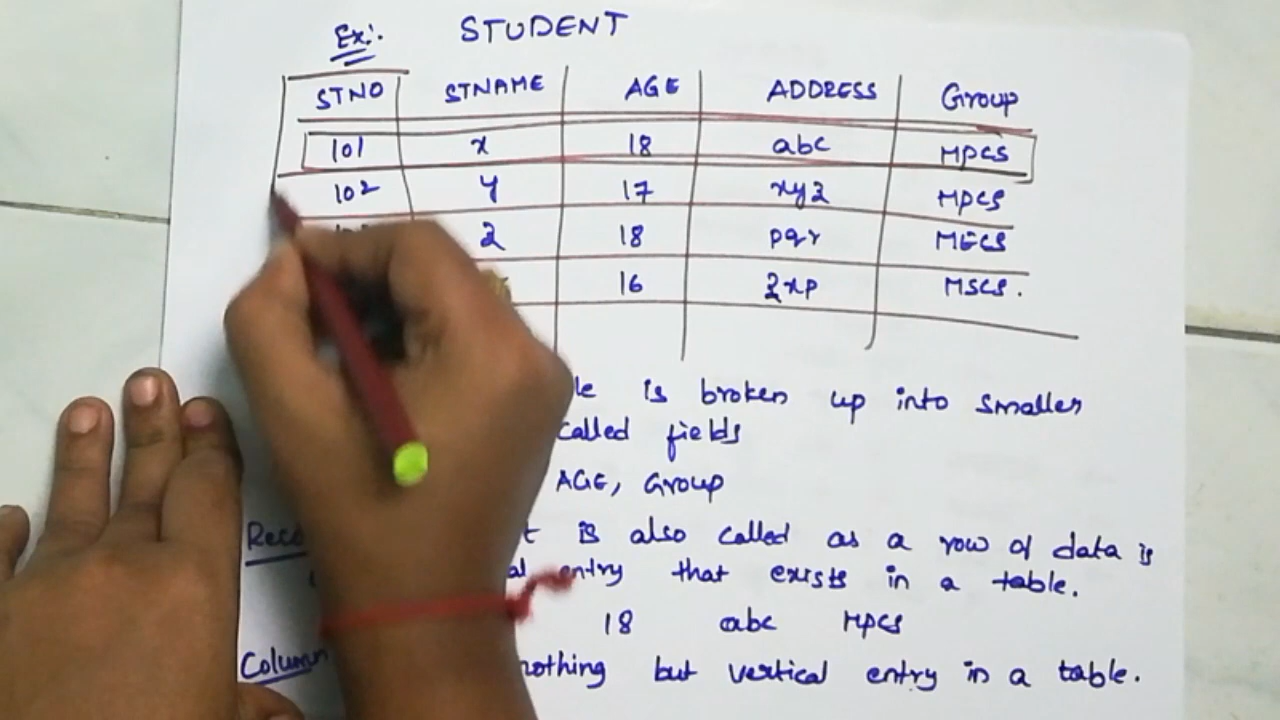 Ex:- STUDENT
STNO STNAME AGE ADDRESS Group
101 x 18 abc MPCS
102 y 17 xyz MPCS
z 18 pqr MECS
16 zxp MSCS.
is broken up into smaller
called fields
AGE, Group
is also called as a row of data is
entry that exists in a table.
18 abc MPCS
Column nothing but vertical entry in a table.